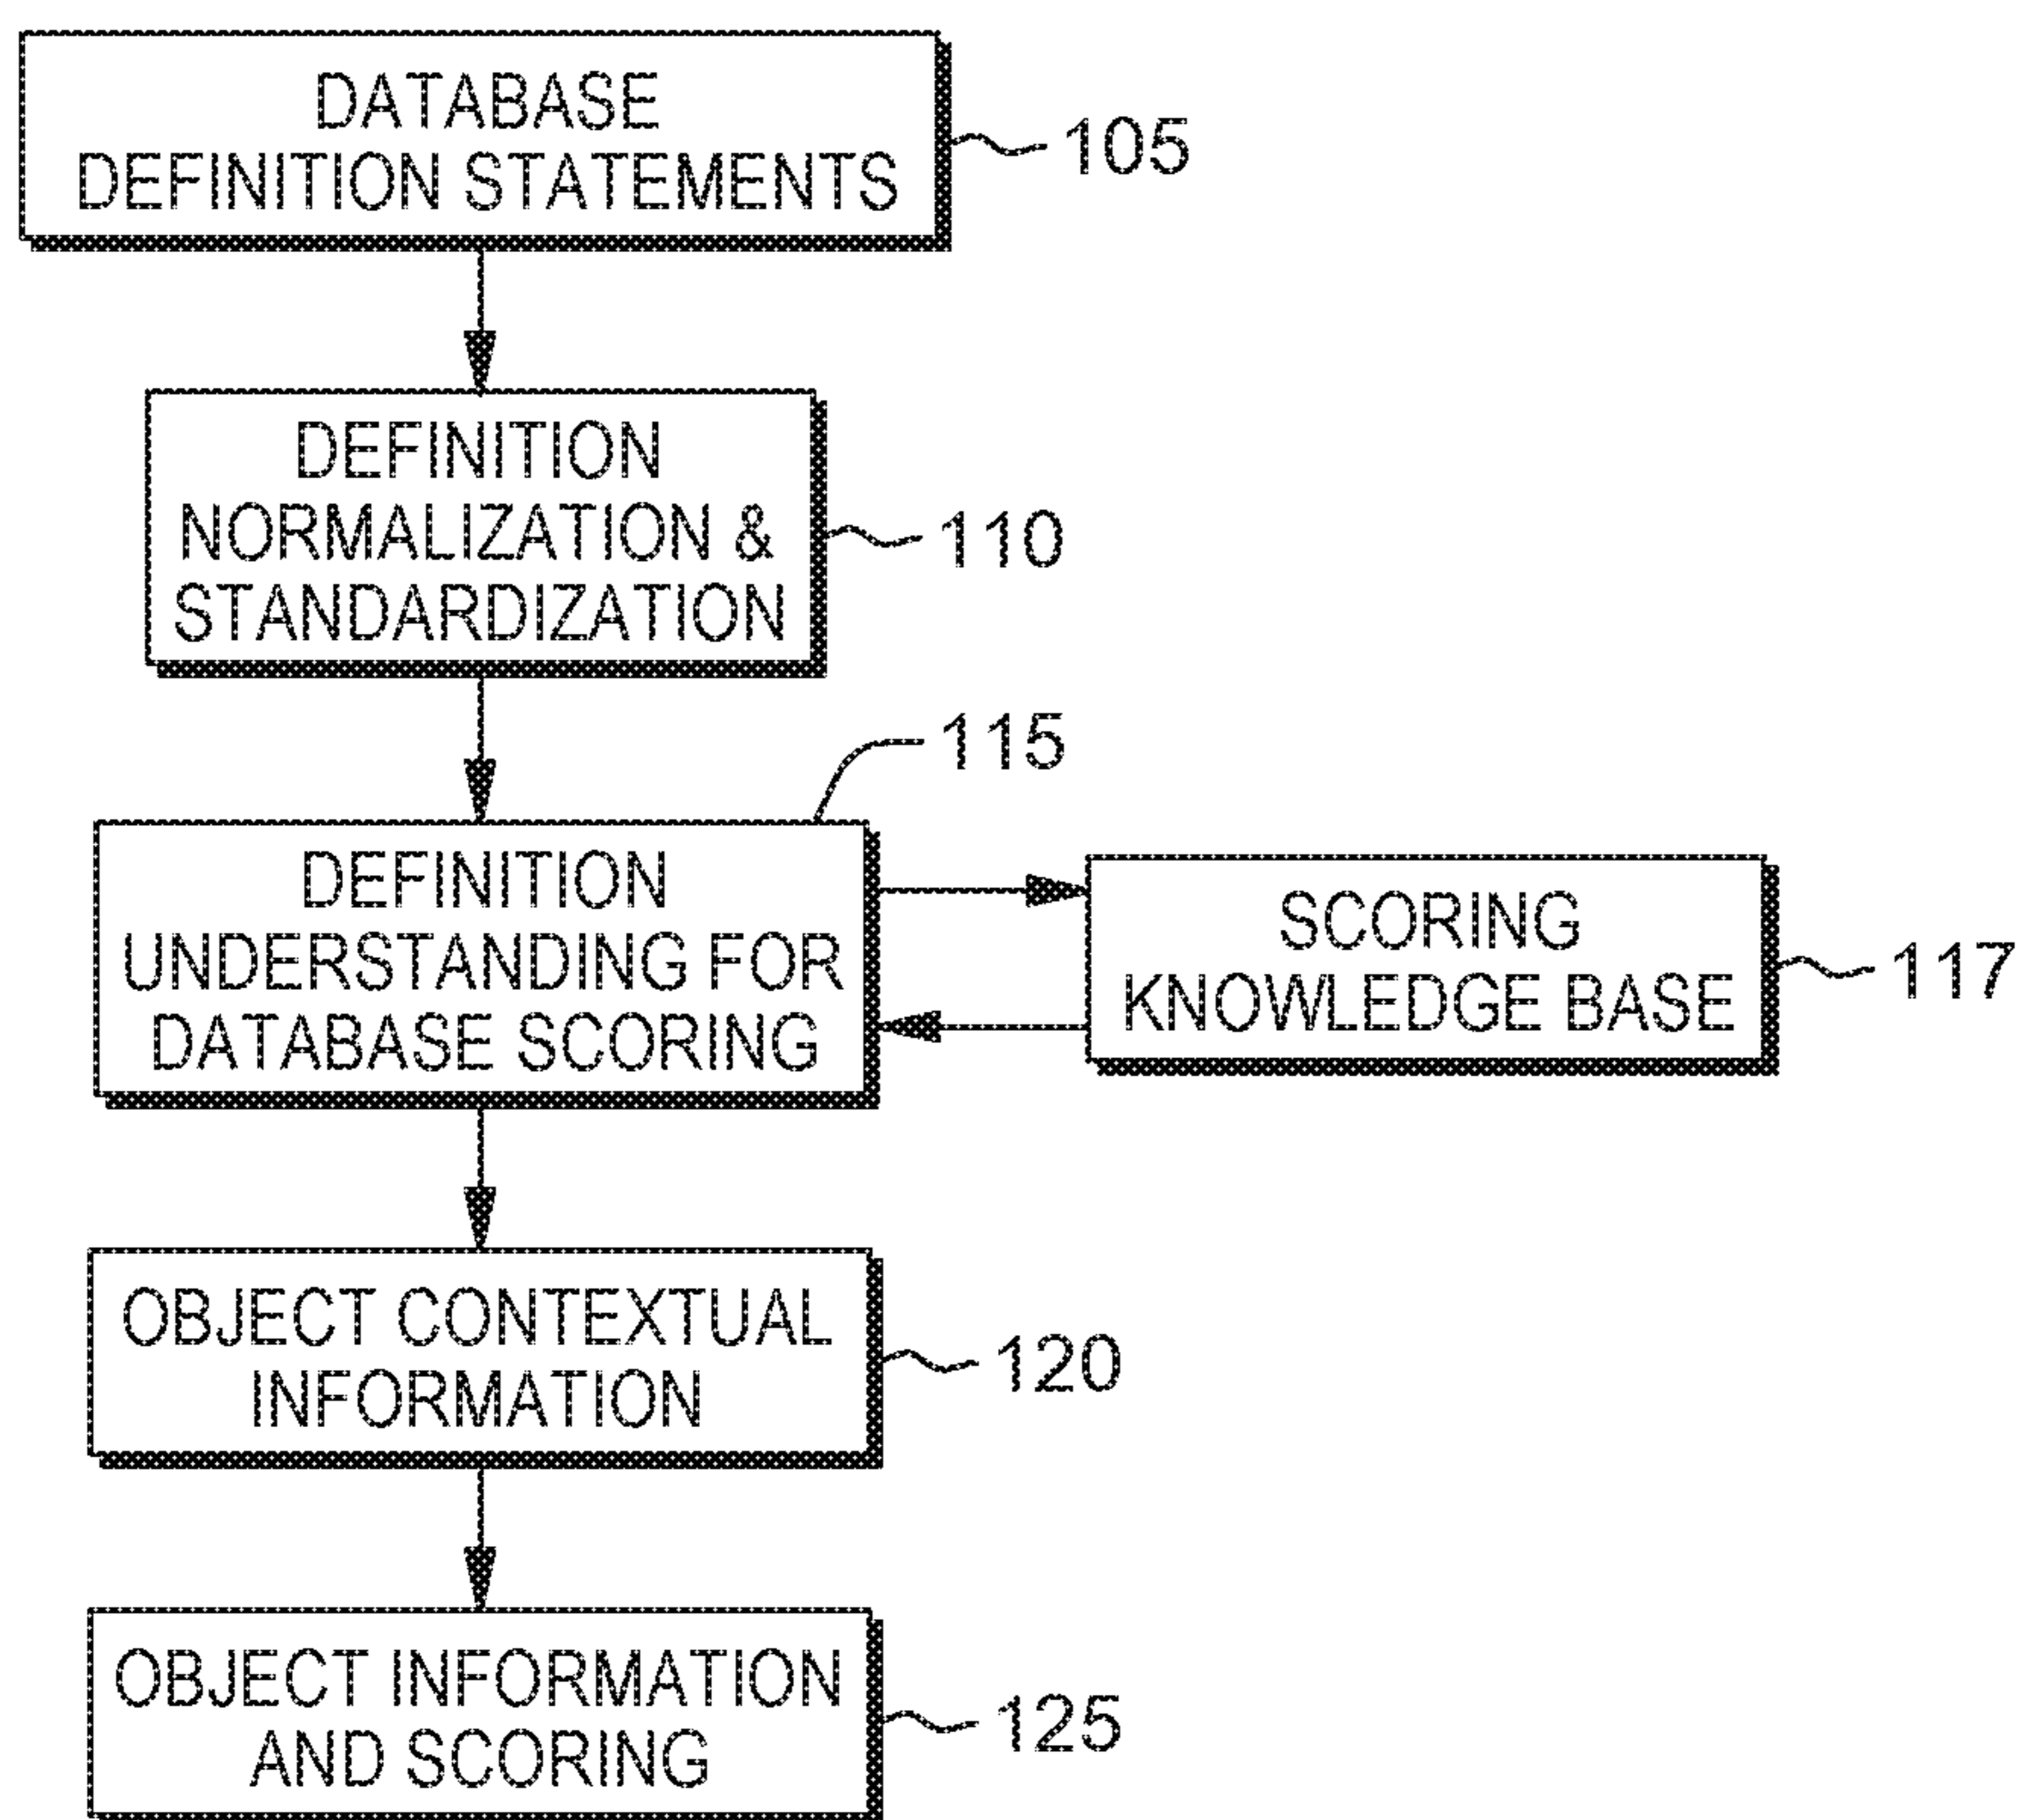 DATABASE
DEFINITION STATEMENTS
105
DEFINITION
NORMALIZATION &
STANDARDIZATION
110
115
DEFINITION
UNDERSTANDING FOR
DATABASE SCORING
SCORING
KNOWLEDGE BASE
117
OBJECT CONTEXTUAL
INFORMATION
120
OBJECT INFORMATION
AND SCORING
125